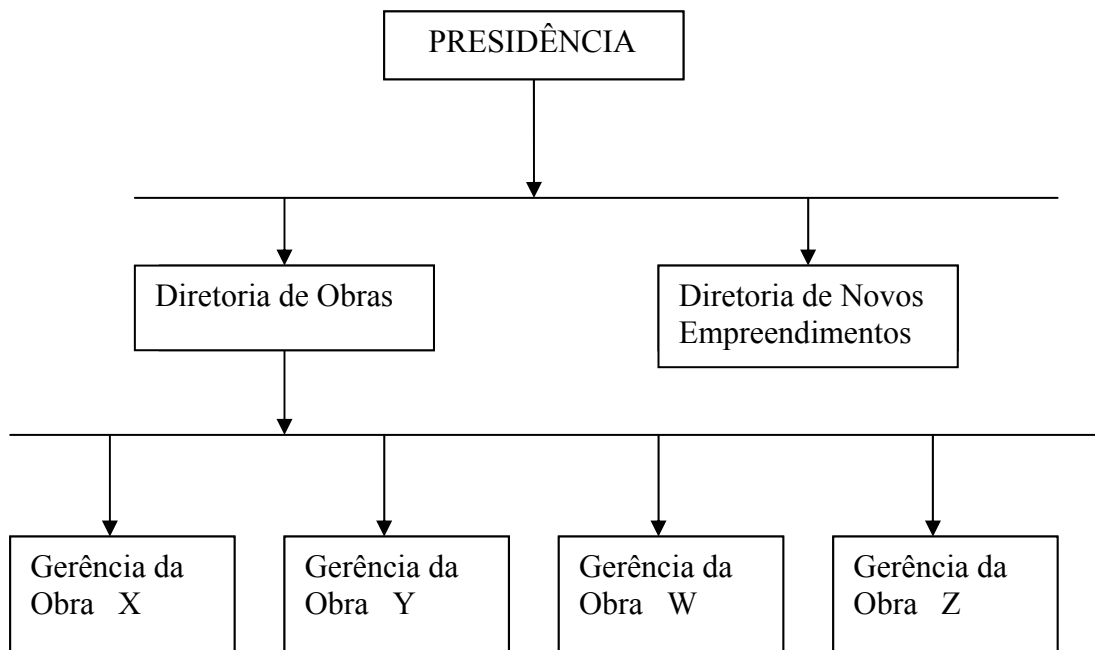 PRESIDÊNCIA
Diretoria de Obras
Diretoria de Novos
Empreendimentos
Gerência da
Obra X
Gerência da
Obra Y
Gerência da
Obra W
Gerência da
Obra Z